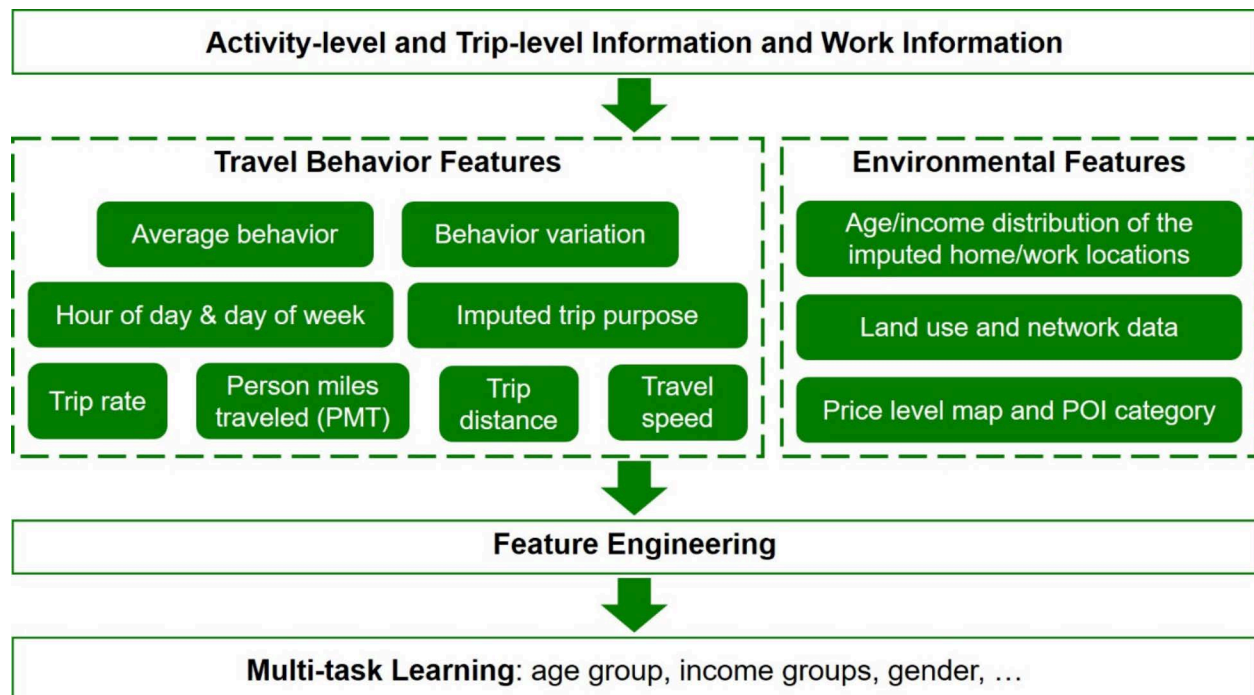 Activity-level and Trip-level Information and Work Information
Travel Behavior Features
Average behavior
Behavior variation
Hour of day & day of week
Imputed trip purpose
Trip rate
Person miles
traveled (PMT)
Trip
distance
Travel
speed
Environmental Features
Age/income distribution of the
imputed home/work locations
Land use and network data
Price level map and POI category
Feature Engineering
Multi-task Learning: age group, income groups, gender, …